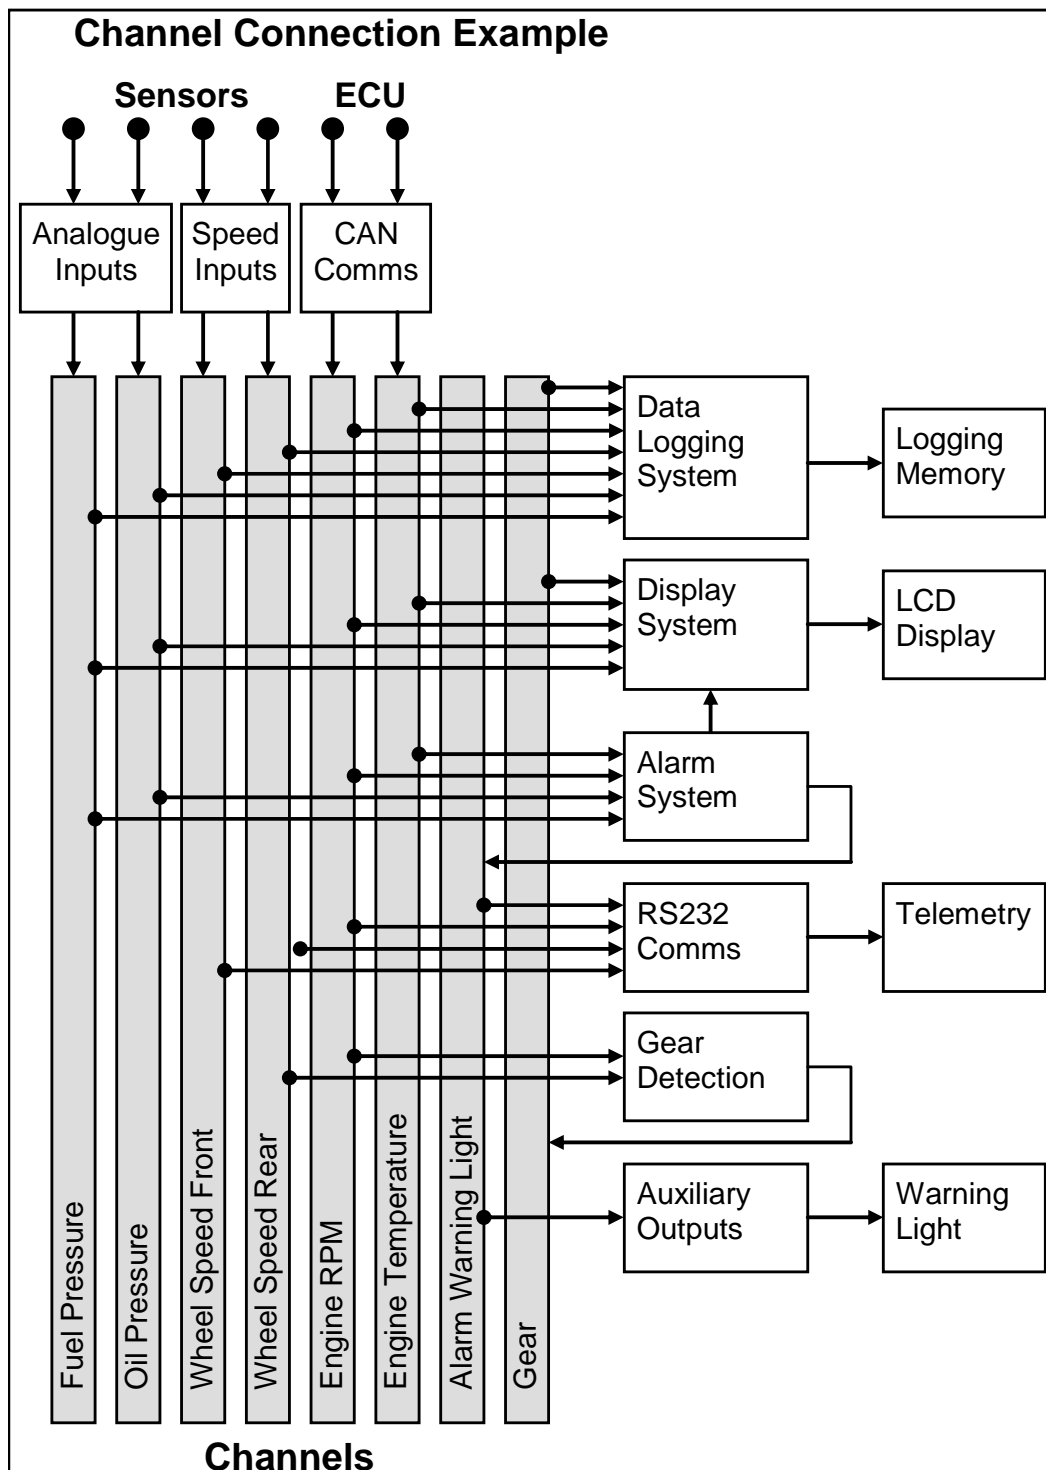 Channel Connection Example
Sensors
ECU
Analogue
Inputs
Speed
Inputs
CAN
Comms
Data
Logging
System
Logging
Memory
Display
System
LCD
Display
Alarm
System
RS232
Comms
Telemetry
Gear
Detection
Auxiliary
Outputs
Warning
Light
Fuel Pressure
Oil Pressure
Wheel Speed Front
Wheel Speed Rear
Engine RPM
Engine Temperature
Alarm Warning Light
Gear
Channels